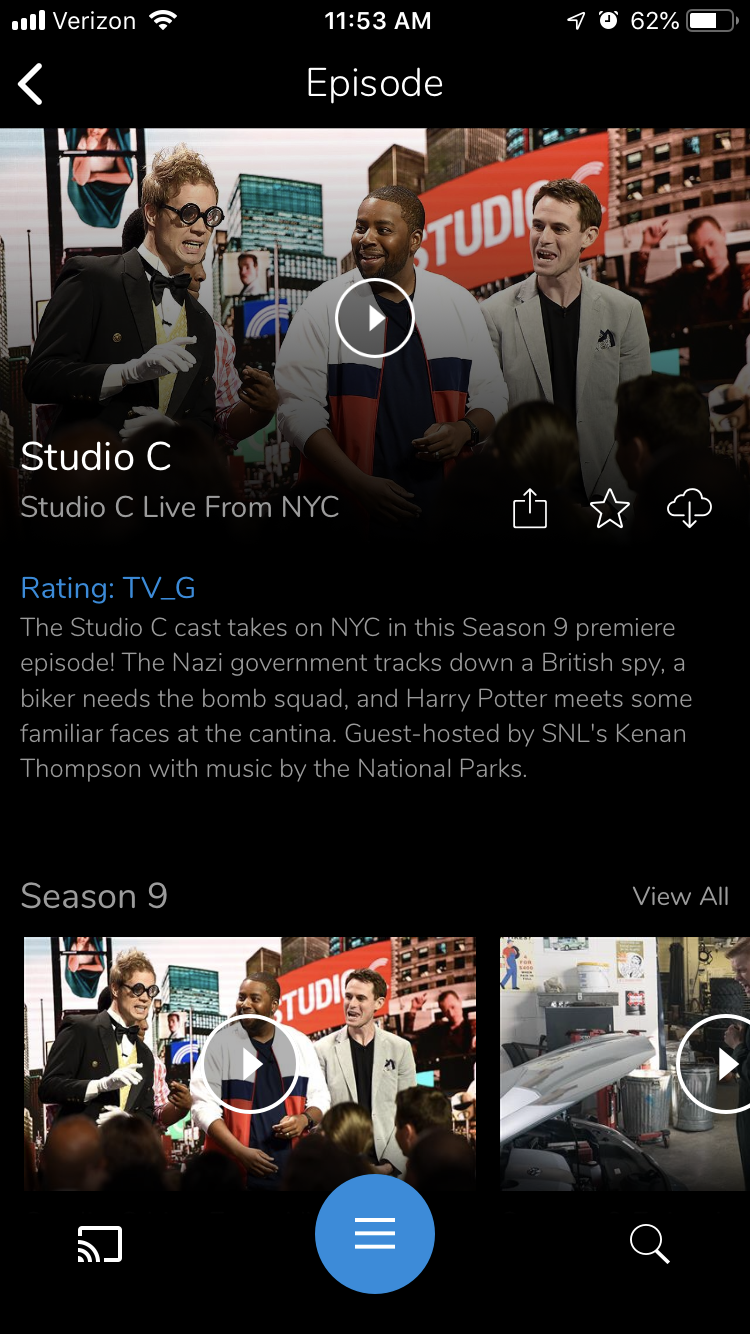 Verizon 11:53 AM 62%
Episode
STUDIO C
Studio C
Studio C Live From NYC
Rating: TV_G
The Studio C cast takes on NYC in this Season 9 premiere
episode! The Nazi government tracks down a British spy, a
biker needs the bomb squad, and Harry Potter meets some
familiar faces at the cantina. Guest-hosted by SNL's Kenan
Thompson with music by the National Parks.
Season 9
View All
STUDIO C